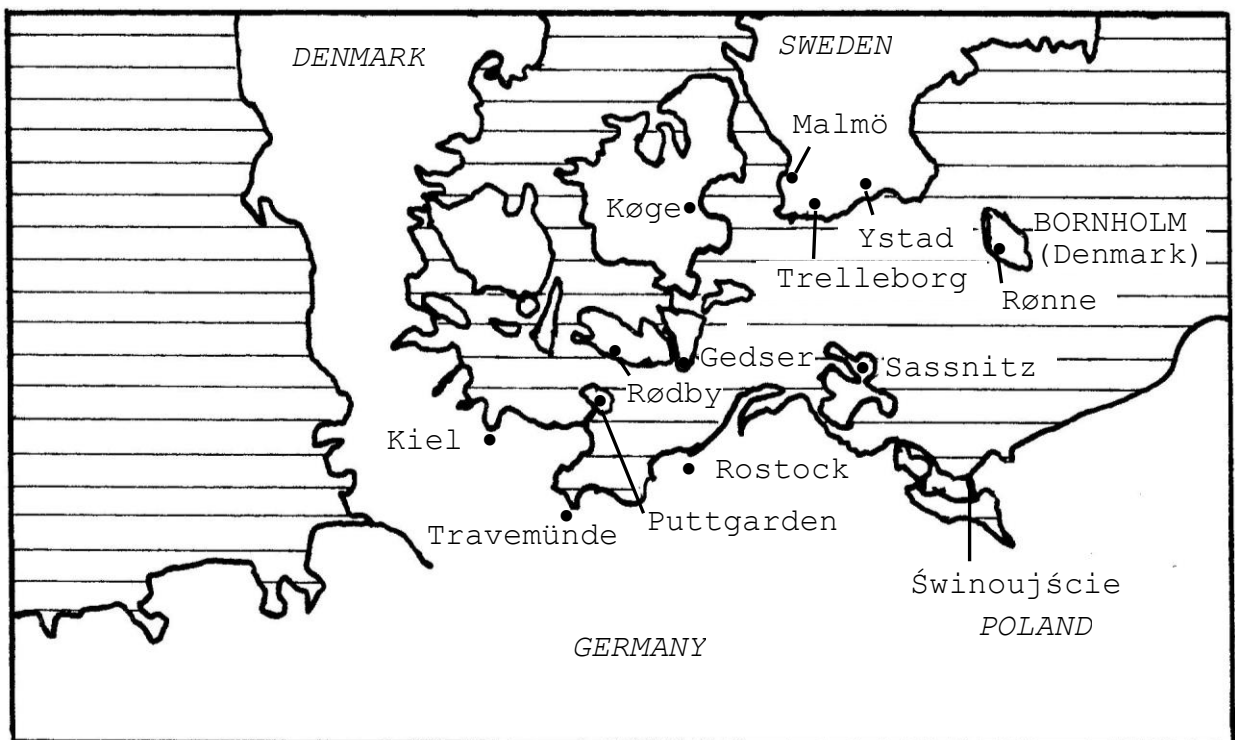 DENMARK
SWEDEN
Malmö
Køge
Ystad
BORNHOLM
(Denmark)
Trelleborg
Rønne
Gedser
Sassnitz
Rødby
Kiel
Rostock
Puttgarden
Travemünde
Świnoujście
POLAND
GERMANY